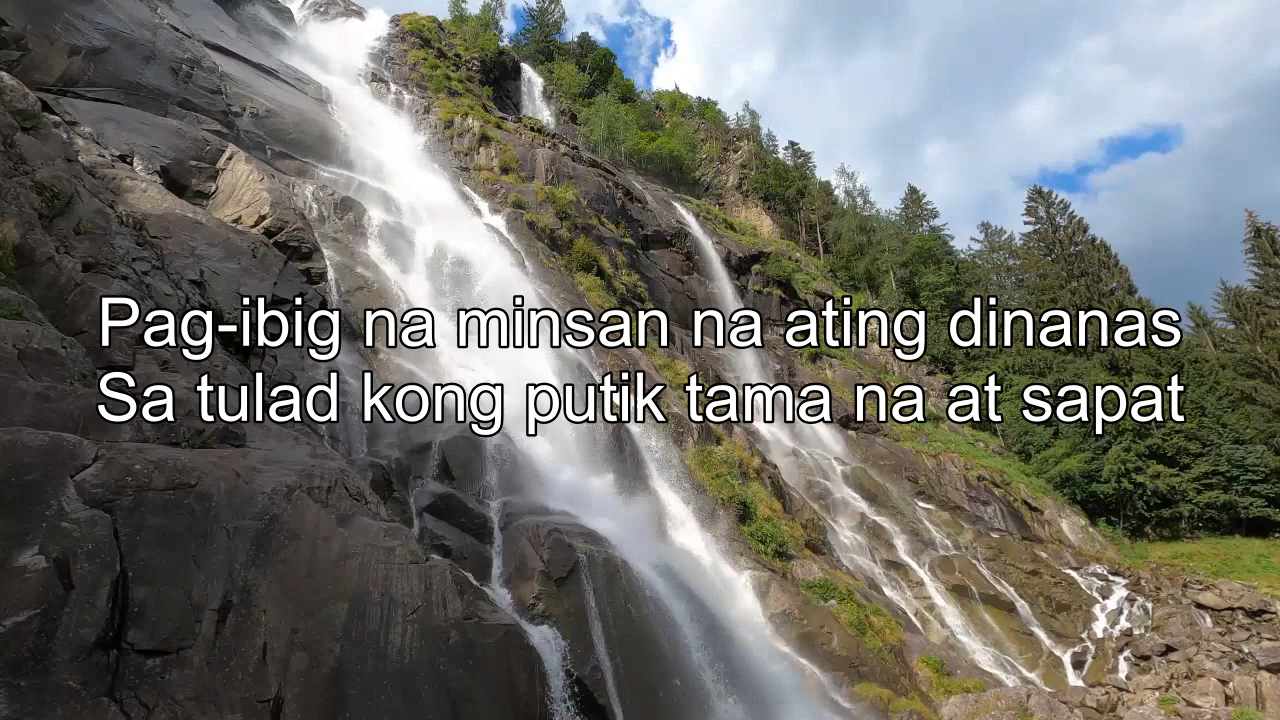 Pag-ibig na minsan na ating dinanas
Sa tulad kong putik tama na at sapat